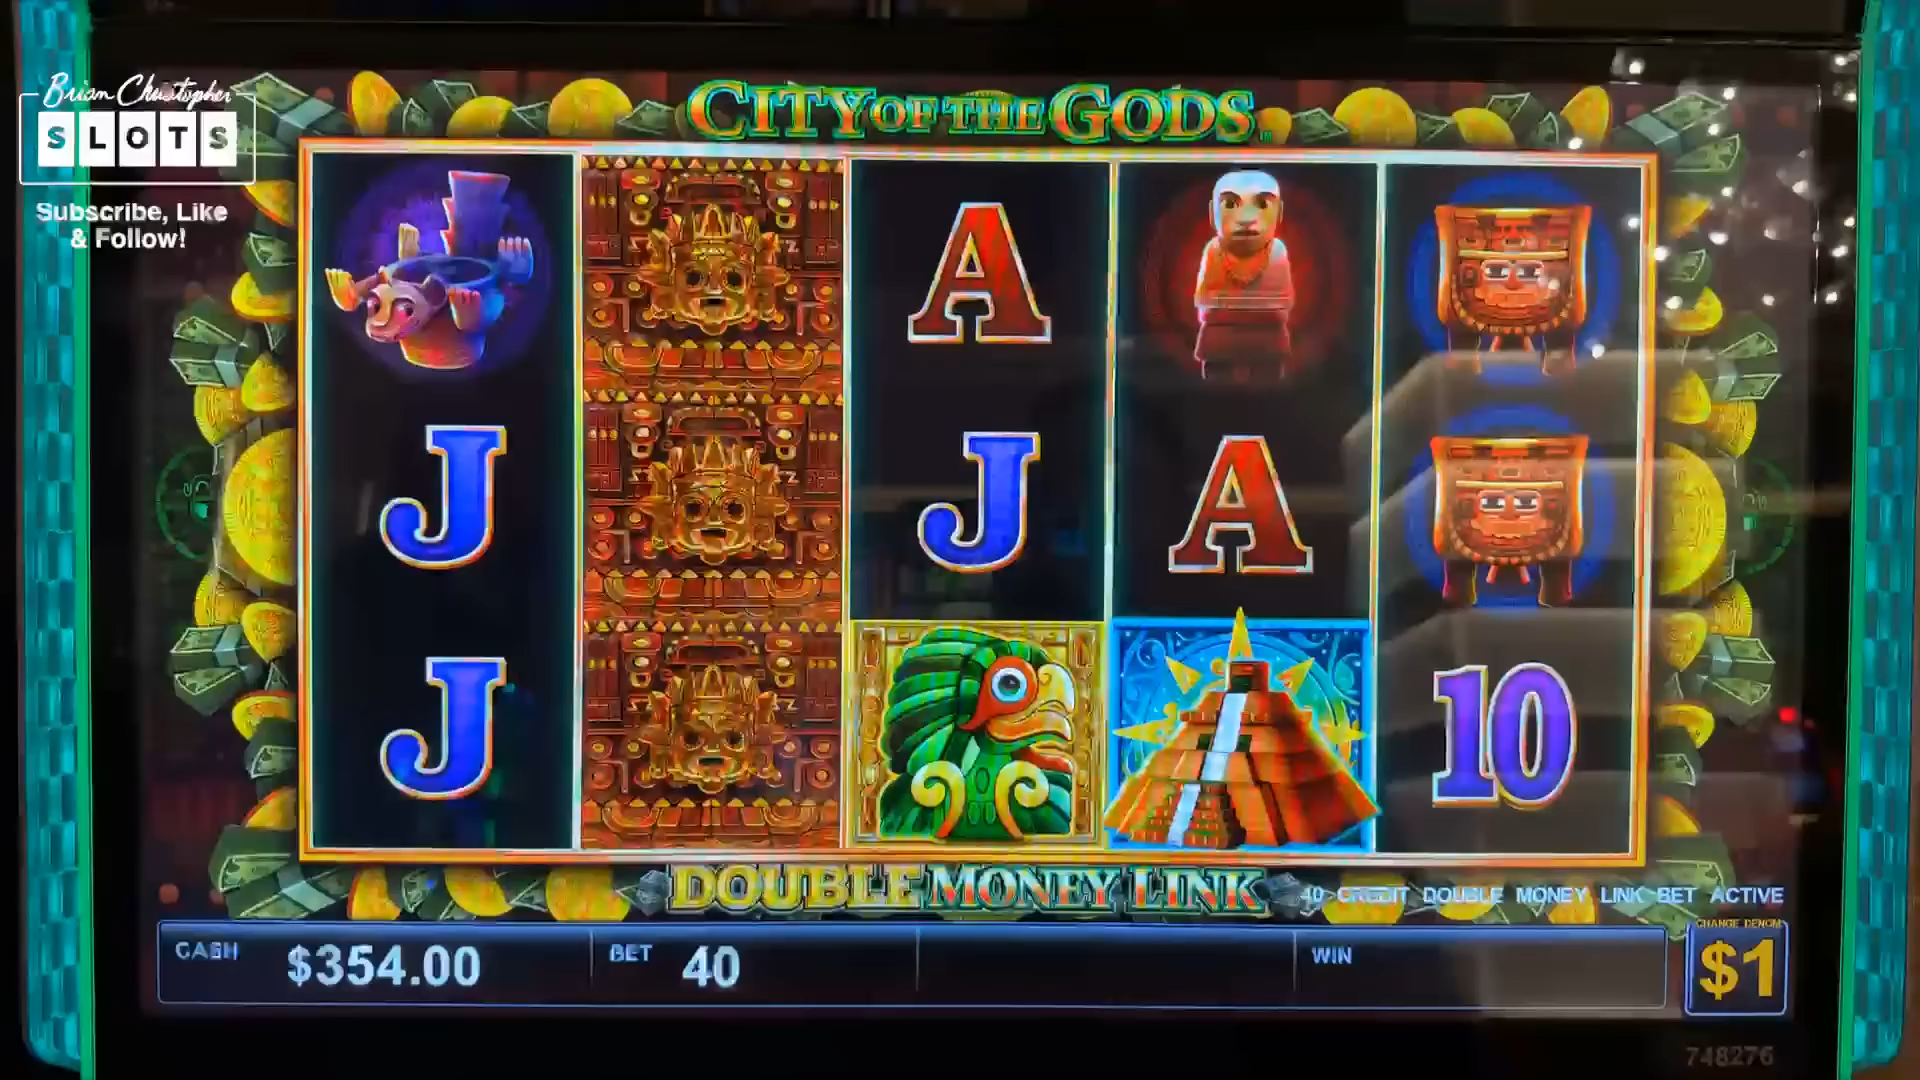 Brian Christopher
SLOTS
Subscribe, Like
& Follow!
CITY OF THE GODS
A
J
J
A
J
10
DOUBLE MONEY LINK
40 CREDIT DOUBLE MONEY LINK BET ACTIVE
CASH $354.00
BET 40
WIN
CHANGE DENOM
$1
748276